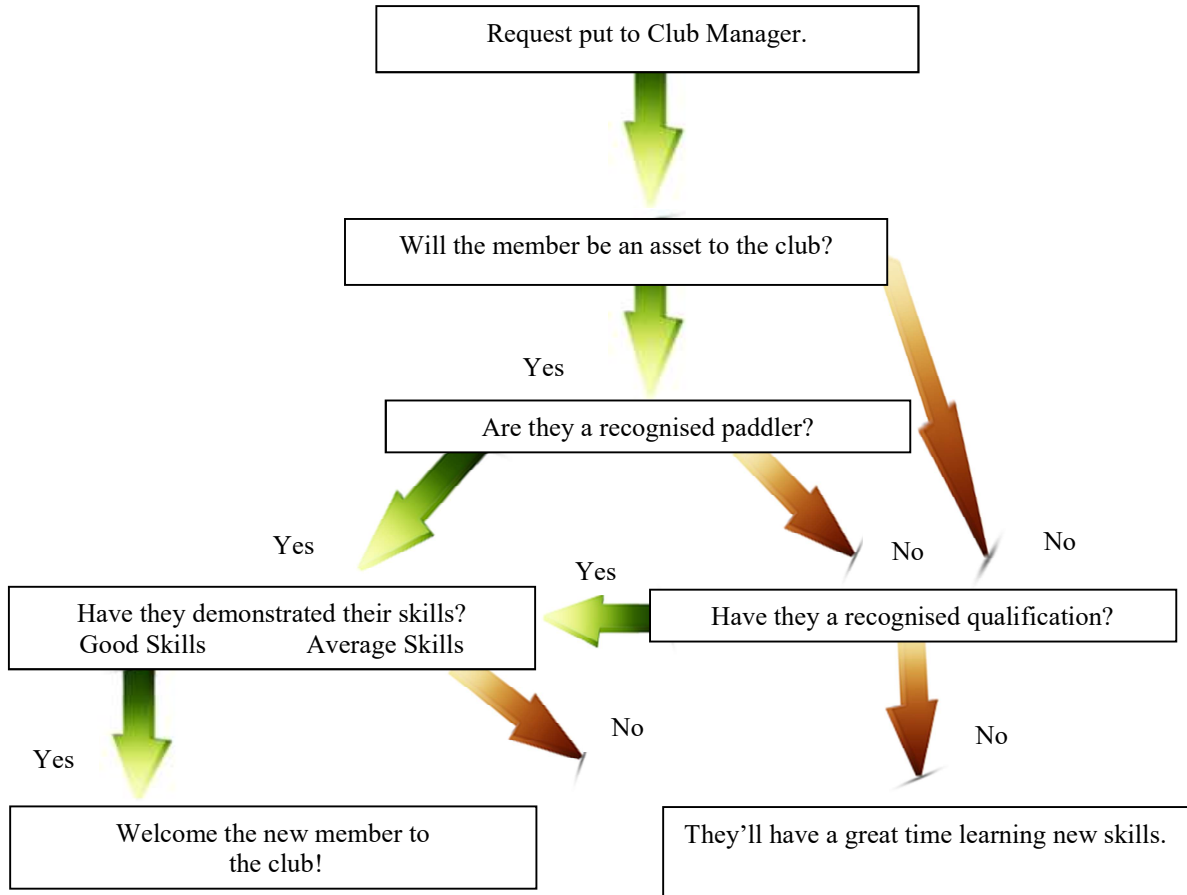 Request put to Club Manager.
Will the member be an asset to the club?
Yes
Are they a recognised paddler?
Yes
No
No
Yes
Have they demonstrated their skills?
Good Skills Average Skills
Have they a recognised qualification?
No
No
Yes
Welcome the new member to
the club!
They’ll have a great time learning new skills.